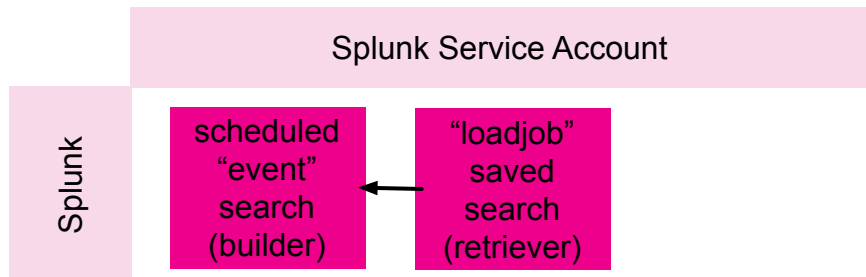 Splunk Service Account
Splunk
scheduled
“event”
search
(builder)
“loadjob”
saved
search
(retriever)